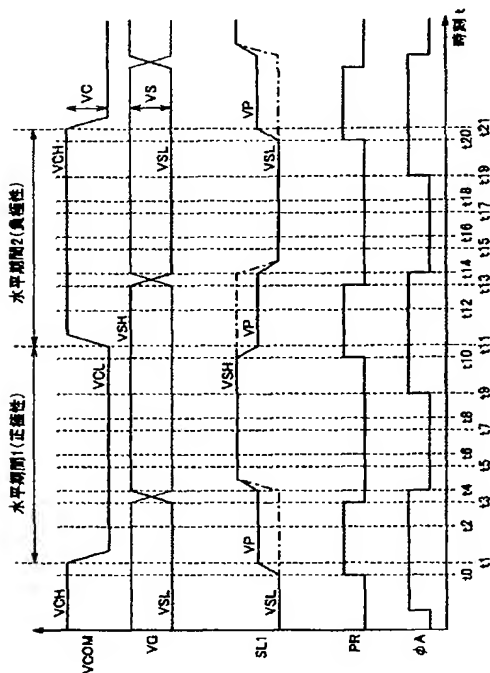 水平期間1(正極性)
水平期間2(負極性)
VCOM
VCH
VCL
VCH
VC
VG
VSL
VSH
VSL
VS
SL1
VSL
VP
VSH
VP
VSL
VP
PR
φA
t0
t1
t2
t3
t4
t5
t6
t7
t8
t9
t10
t11
t12
t13
t14
t15
t16
t17
t18
t19
t20
t21
時刻 t